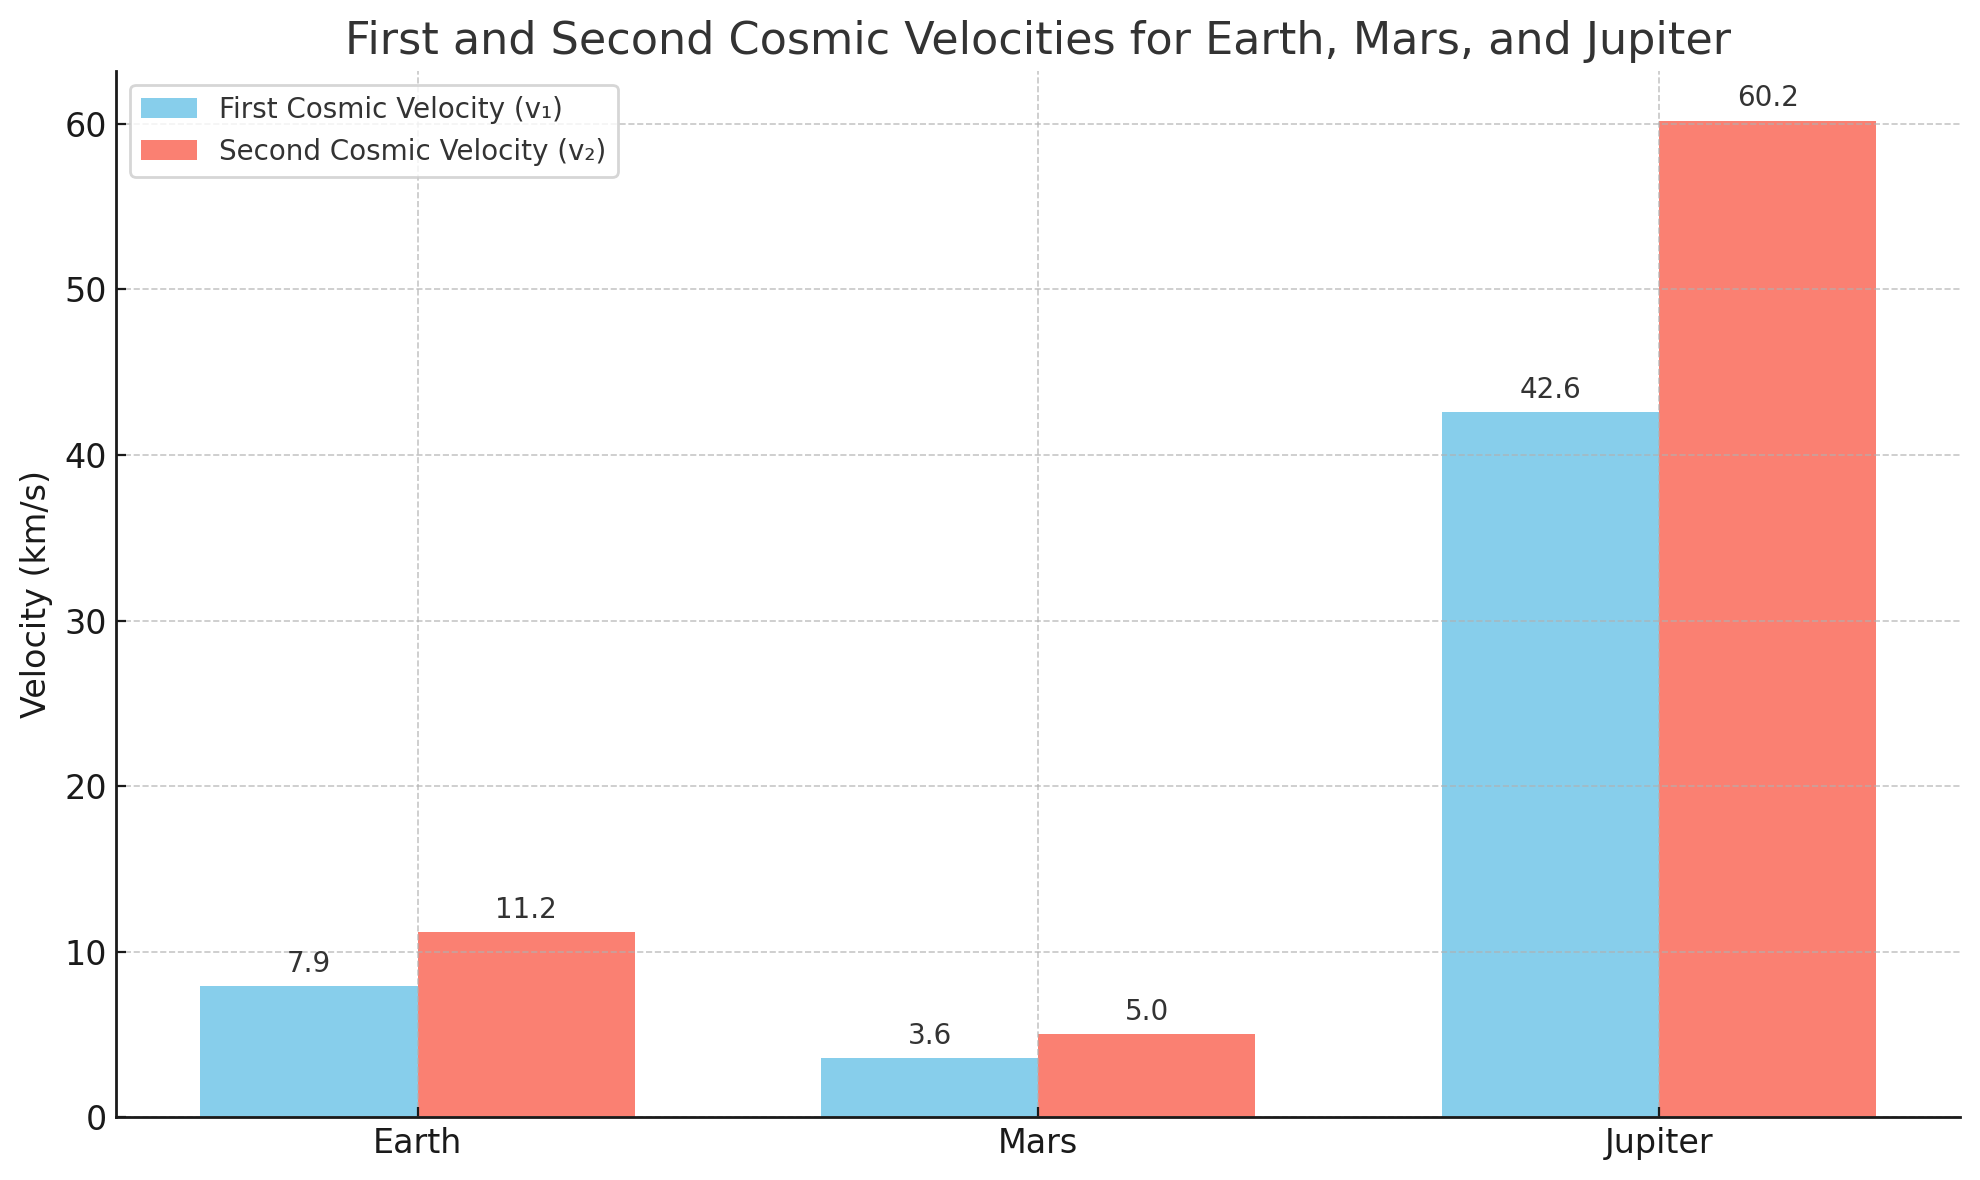 First and Second Cosmic Velocities for Earth, Mars, and Jupiter
First Cosmic Velocity (v₁)
Second Cosmic Velocity (v₂)
Velocity (km/s)
60
50
40
30
20
10
0
7.9
11.2
3.6
5.0
42.6
60.2
Earth
Mars
Jupiter